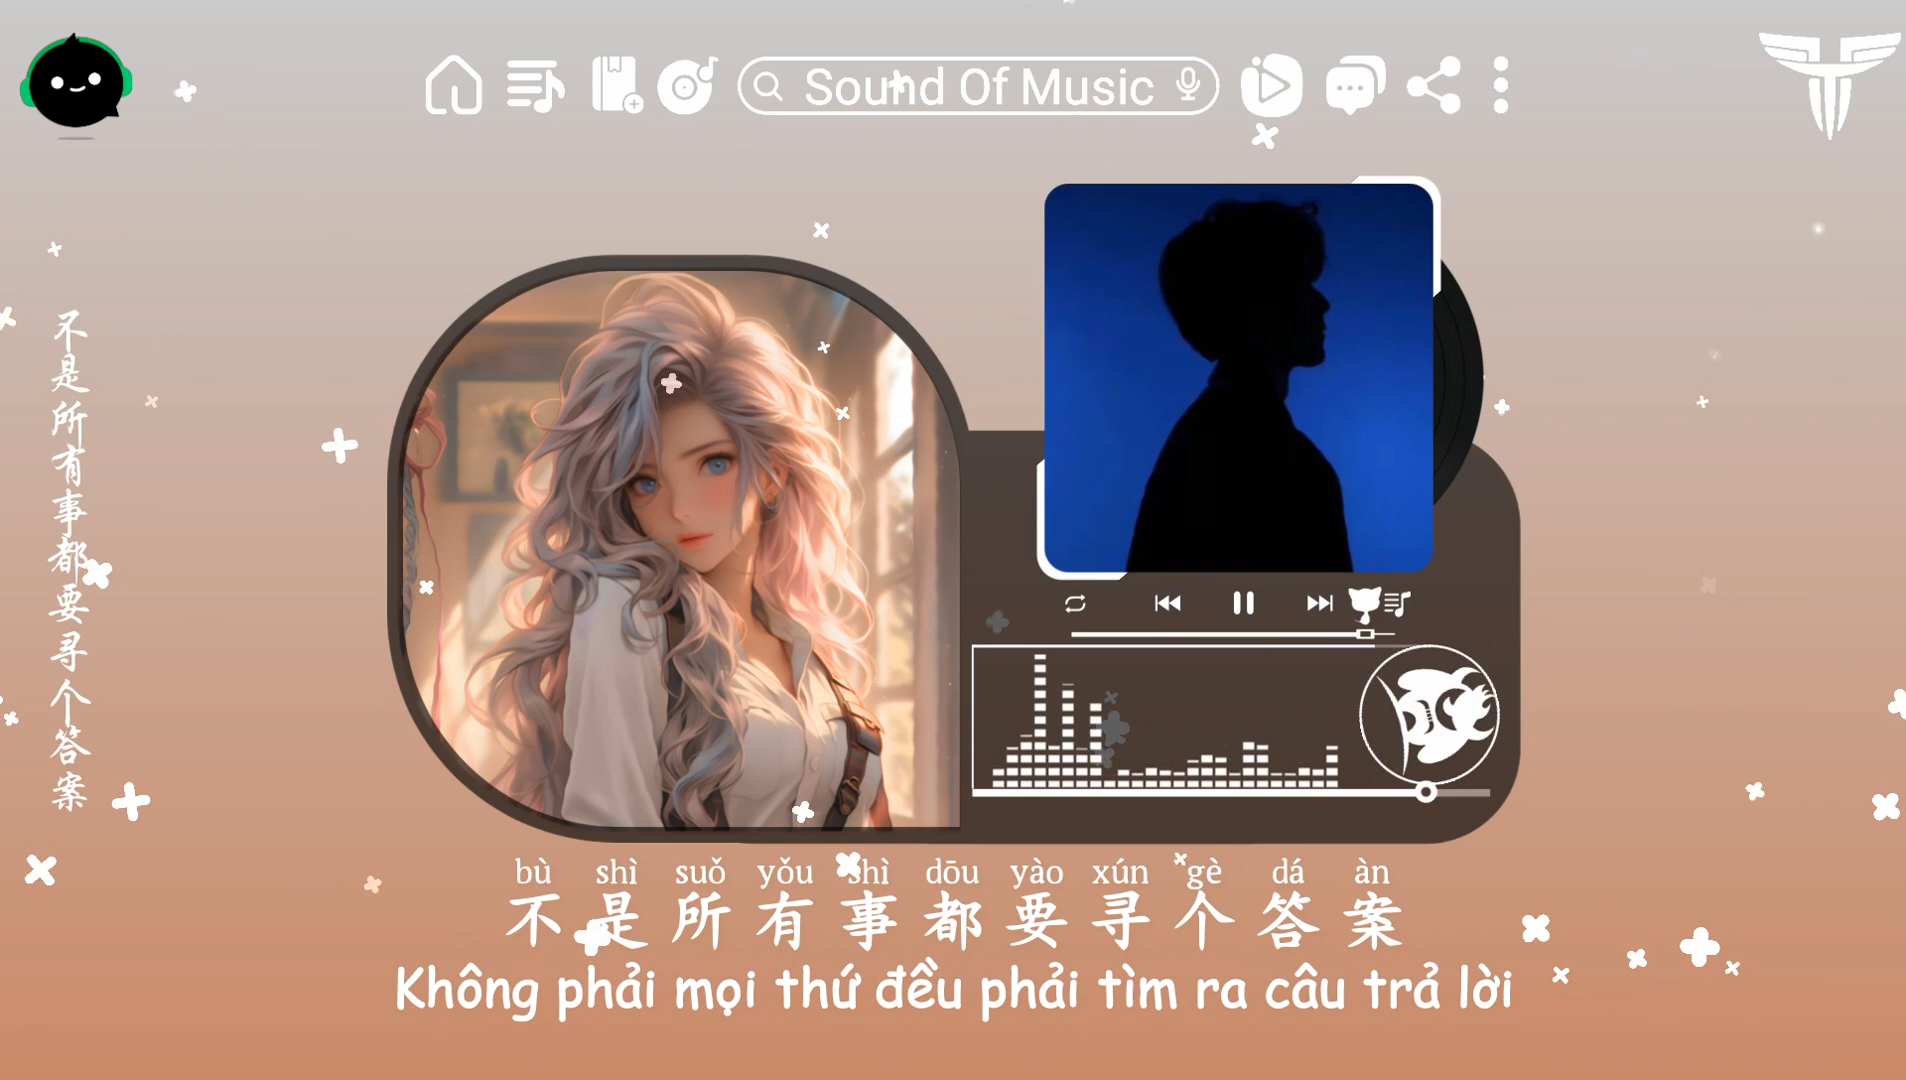 Sound Of Music
不是所有事都要寻个答案
bù shì suǒ yǒu shì dōu yào xún gè dá àn
不是所有事都要寻个答案
Không phải mọi thứ đều phải tìm ra câu trả lời